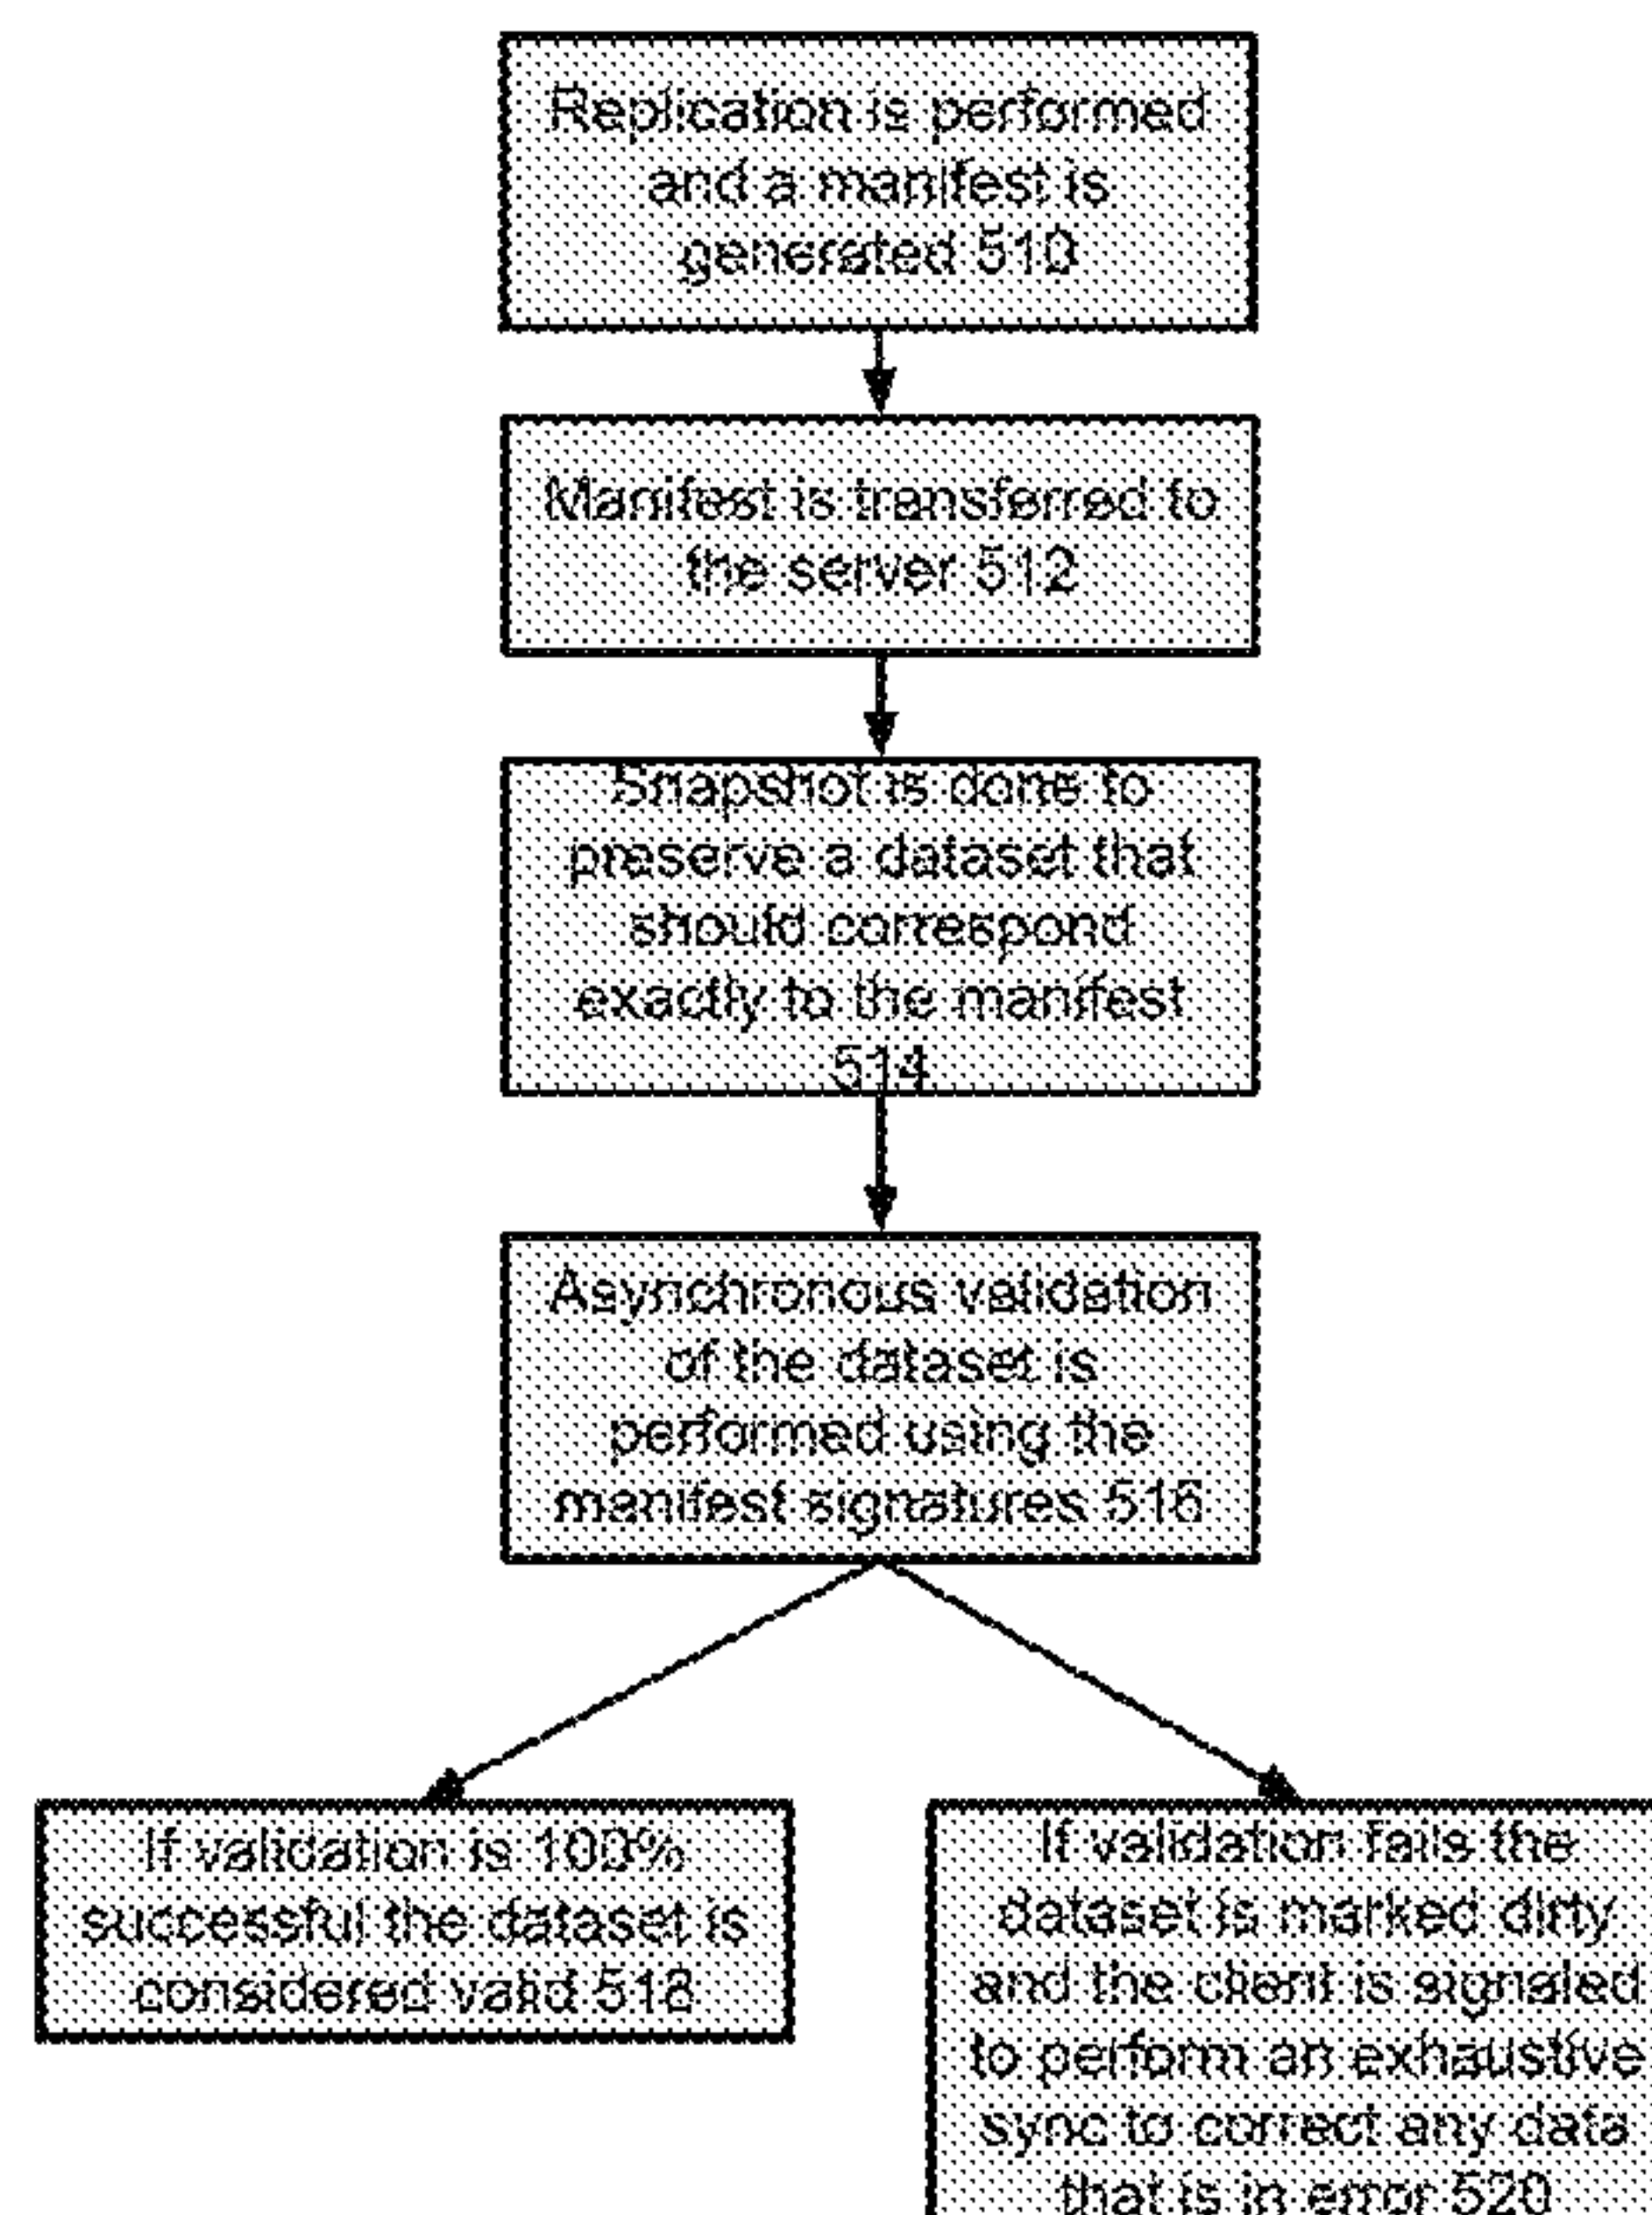 Replication is performed
and a manifest is
generated 510
Manifest is transferred to
the server 512
Snapshot is done to
preserve a dataset that
should correspond
exactly to the manifest
514
Asynchronous validation
of the dataset is
performed using the
manifest signatures 516
If validation is 100%
successful the dataset is
considered valid 518
If validation fails the
dataset is marked dirty
and the client is signaled
to perform an exhaustive
sync to correct any data
that is in error 520